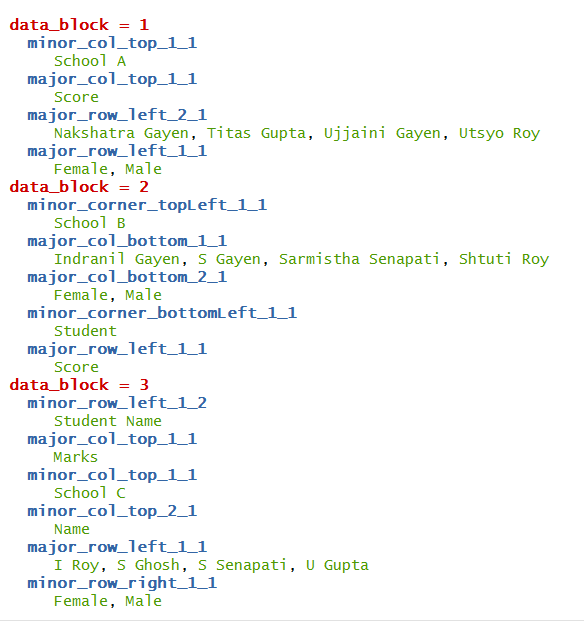 data_block = 1
minor_col_top_1_1
School A
major_col_top_1_1
Score
major_row_left_2_1
Nakshatra Gayen, Titas Gupta, Ujjaini Gayen, Utsyo Roy
major_row_left_1_1
Female, Male
data_block = 2
minor_corner_topLeft_1_1
School B
major_col_bottom_1_1
Indranil Gayen, S Gayen, Sarmistha Senapati, Shtuti Roy
major_col_bottom_2_1
Female, Male
minor_corner_bottomLeft_1_1
Student
major_row_left_1_1
Score
data_block = 3
minor_row_left_1_2
Student Name
major_col_top_1_1
Marks
minor_col_top_1_1
School C
minor_col_top_2_1
Name
major_row_left_1_1
I Roy, S Ghosh, S Senapati, U Gupta
minor_row_right_1_1
Female, Male